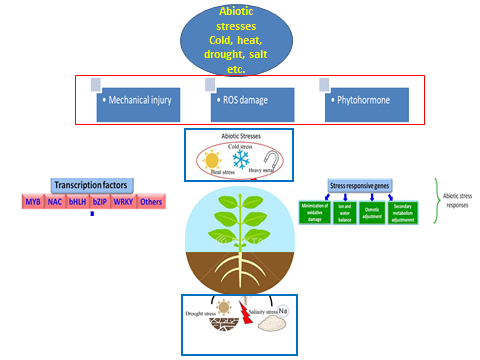 Abiotic
stresses
Cold, heat,
drought, salt
etc.
• Mechanical injury
• ROS damage
• Phytohormone
Abiotic Stresses
Cold stress
Heat stress
Heavy metal
Transcription factors
MYB NAC bHLH bZIP WRKY Others
Stress responsive genes
Minimization of
oxidative
damage
Ion and
water
balance
Osmotic
adjustment
Secondary
metabolism
adjustments
Abiotic stress
responses
Drought stress
Salinity stress
Na